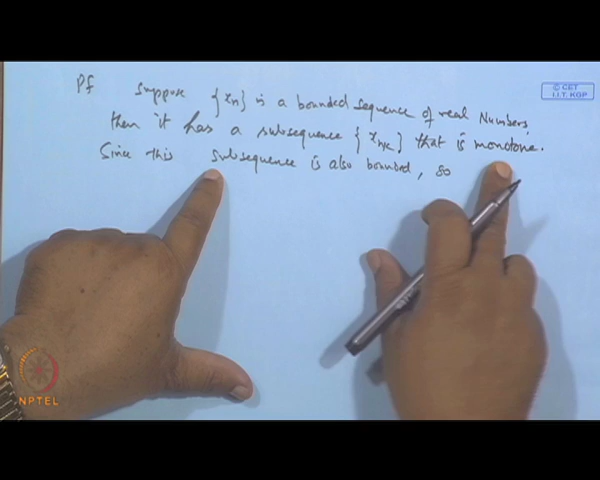 Pf Suppose {xn} is a bounded sequence of real Numbers,
then it has a subsequence {xnk} that is monotone.
Since this subsequence is also bounded, so
© CET
I.I.T. KGP
NPTEL